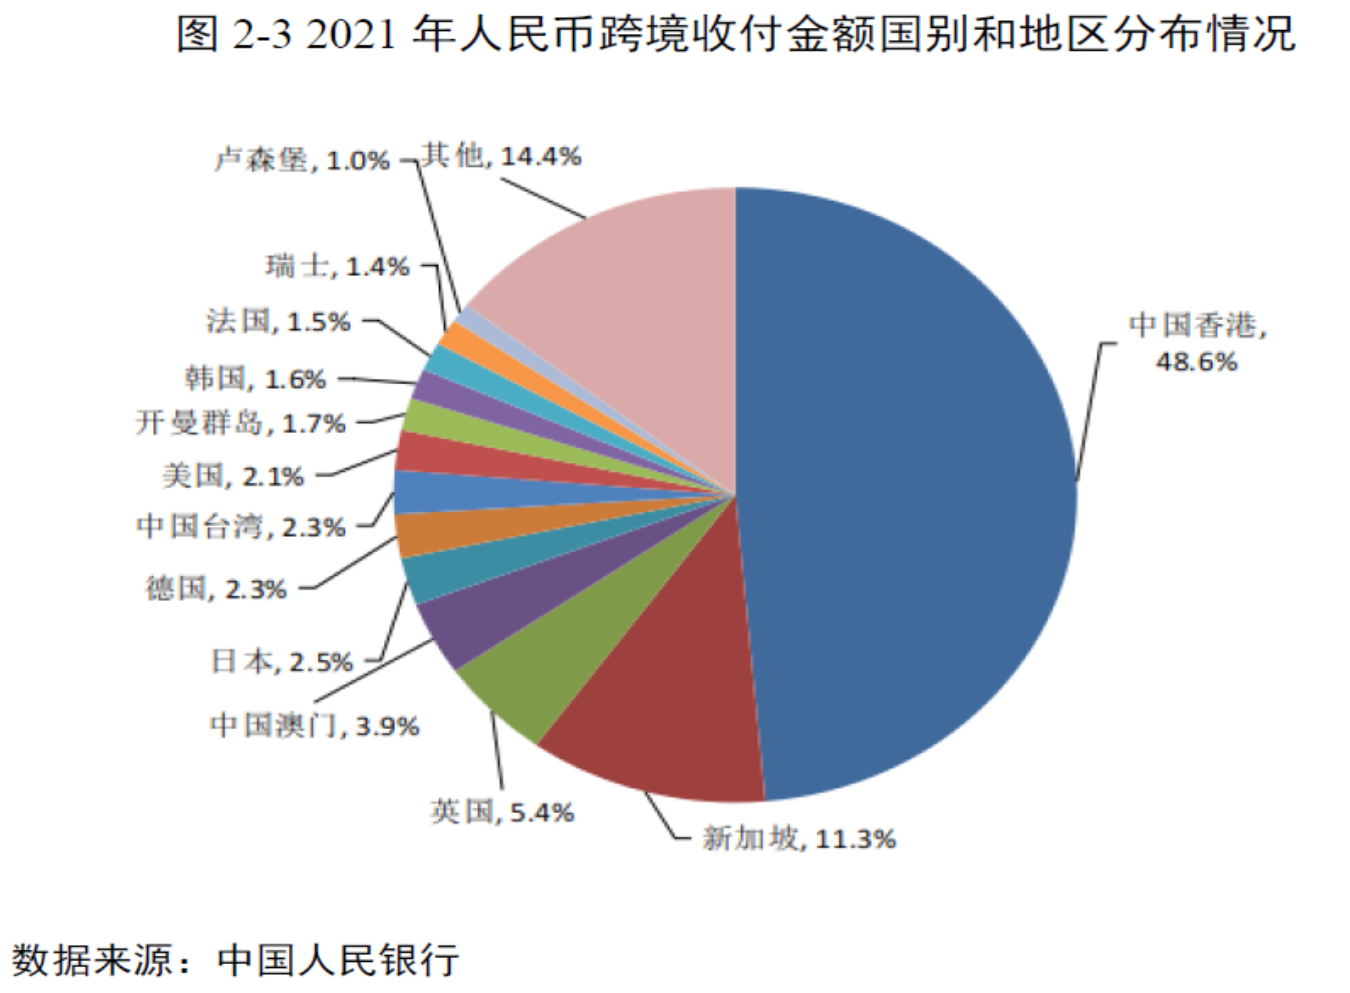 图 2-3 2021 年人民币跨境收付金额国别和地区分布情况
卢森堡, 1.0%
其他, 14.4%
瑞士, 1.4%
法国, 1.5%
韩国, 1.6%
开曼群岛, 1.7%
美国, 2.1%
中国台湾, 2.3%
德国, 2.3%
日本, 2.5%
中国澳门, 3.9%
英国, 5.4%
新加坡, 11.3%
中国香港,
48.6%
数据来源：中国人民银行